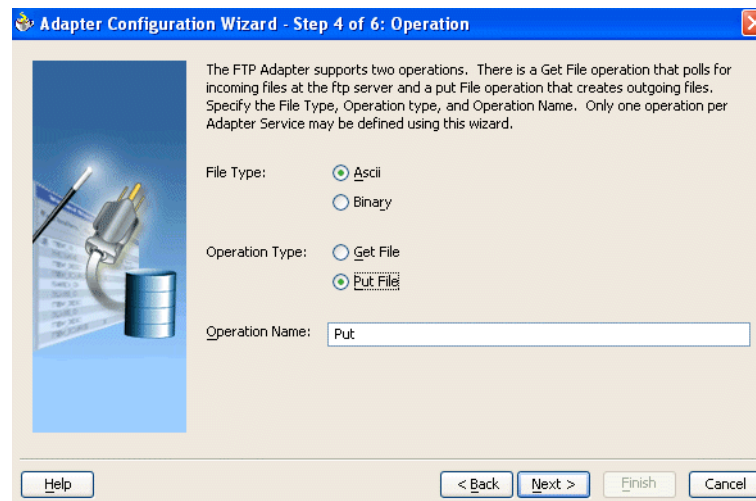 Adapter Configuration Wizard - Step 4 of 6: Operation
The FTP Adapter supports two operations. There is a Get File operation that polls for
incoming files at the ftp server and a put File operation that creates outgoing files.
Specify the File Type, Operation type, and Operation Name. Only one operation per
Adapter Service may be defined using this wizard.
File Type: Ascii
Binary
Operation Type: Get File
Put File
Operation Name: Put
Help < Back Next > Finish Cancel